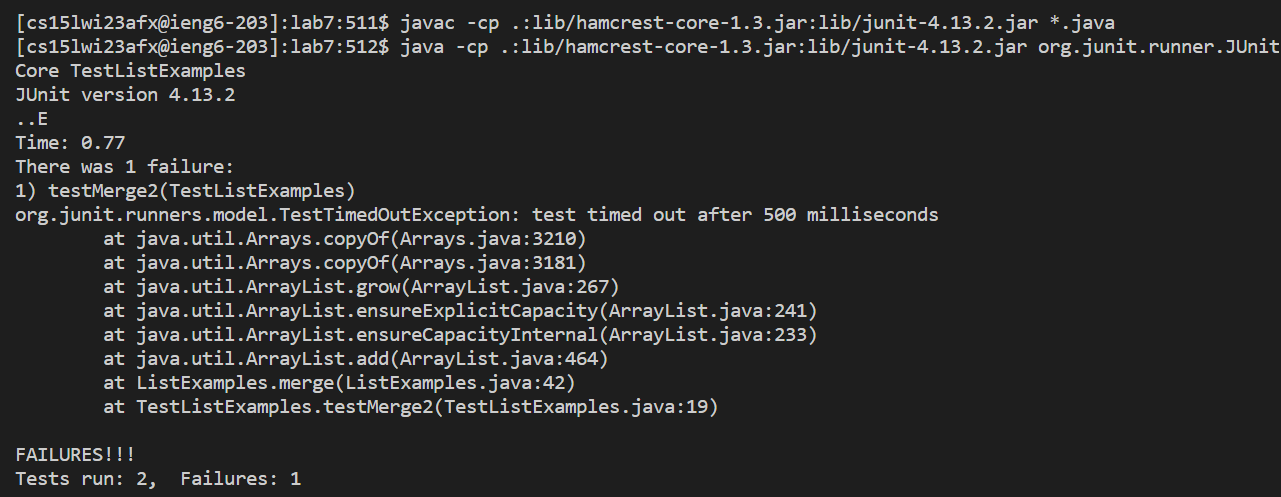 [cs15lwi23afx@ieng6-203]:lab7:511$ javac -cp .:lib/hamcrest-core-1.3.jar:lib/junit-4.13.2.jar *.java
[cs15lwi23afx@ieng6-203]:lab7:512$ java -cp .:lib/hamcrest-core-1.3.jar:lib/junit-4.13.2.jar org.junit.runner.JUnit
Core TestListExamples
JUnit version 4.13.2
..E
Time: 0.77
There was 1 failure:
1) testMerge2(TestListExamples)
org.junit.runners.model.TestTimedOutException: test timed out after 500 milliseconds
        at java.util.Arrays.copyOf(Arrays.java:3210)
        at java.util.Arrays.copyOf(Arrays.java:3181)
        at java.util.ArrayList.grow(ArrayList.java:267)
        at java.util.ArrayList.ensureExplicitCapacity(ArrayList.java:241)
        at java.util.ArrayList.ensureCapacityInternal(ArrayList.java:233)
        at java.util.ArrayList.add(ArrayList.java:464)
        at ListExamples.merge(ListExamples.java:42)
        at TestListExamples.testMerge2(TestListExamples.java:19)

FAILURES!!!
Tests run: 2,  Failures: 1